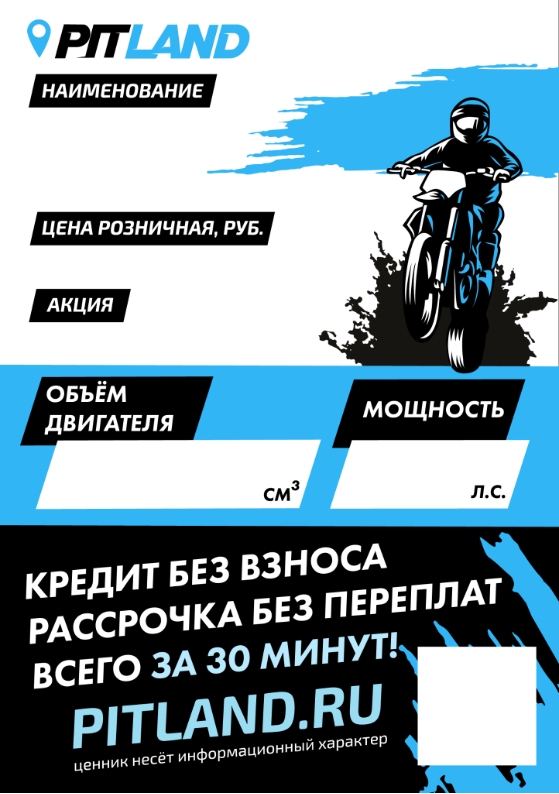 PITLAND
НАИМЕНОВАНИЕ
ЦЕНА РОЗНИЧНАЯ, РУБ.
АКЦИЯ
ОБЪЁМ
ДВИГАТЕЛЯ
см³
МОЩНОСТЬ
л.с.
КРЕДИТ БЕЗ ВЗНОСА
РАССРОЧКА БЕЗ ПЕРЕПЛАТ
ВСЕГО ЗА 30 МИНУТ!
PITLAND.RU
ценник несёт информационный характер